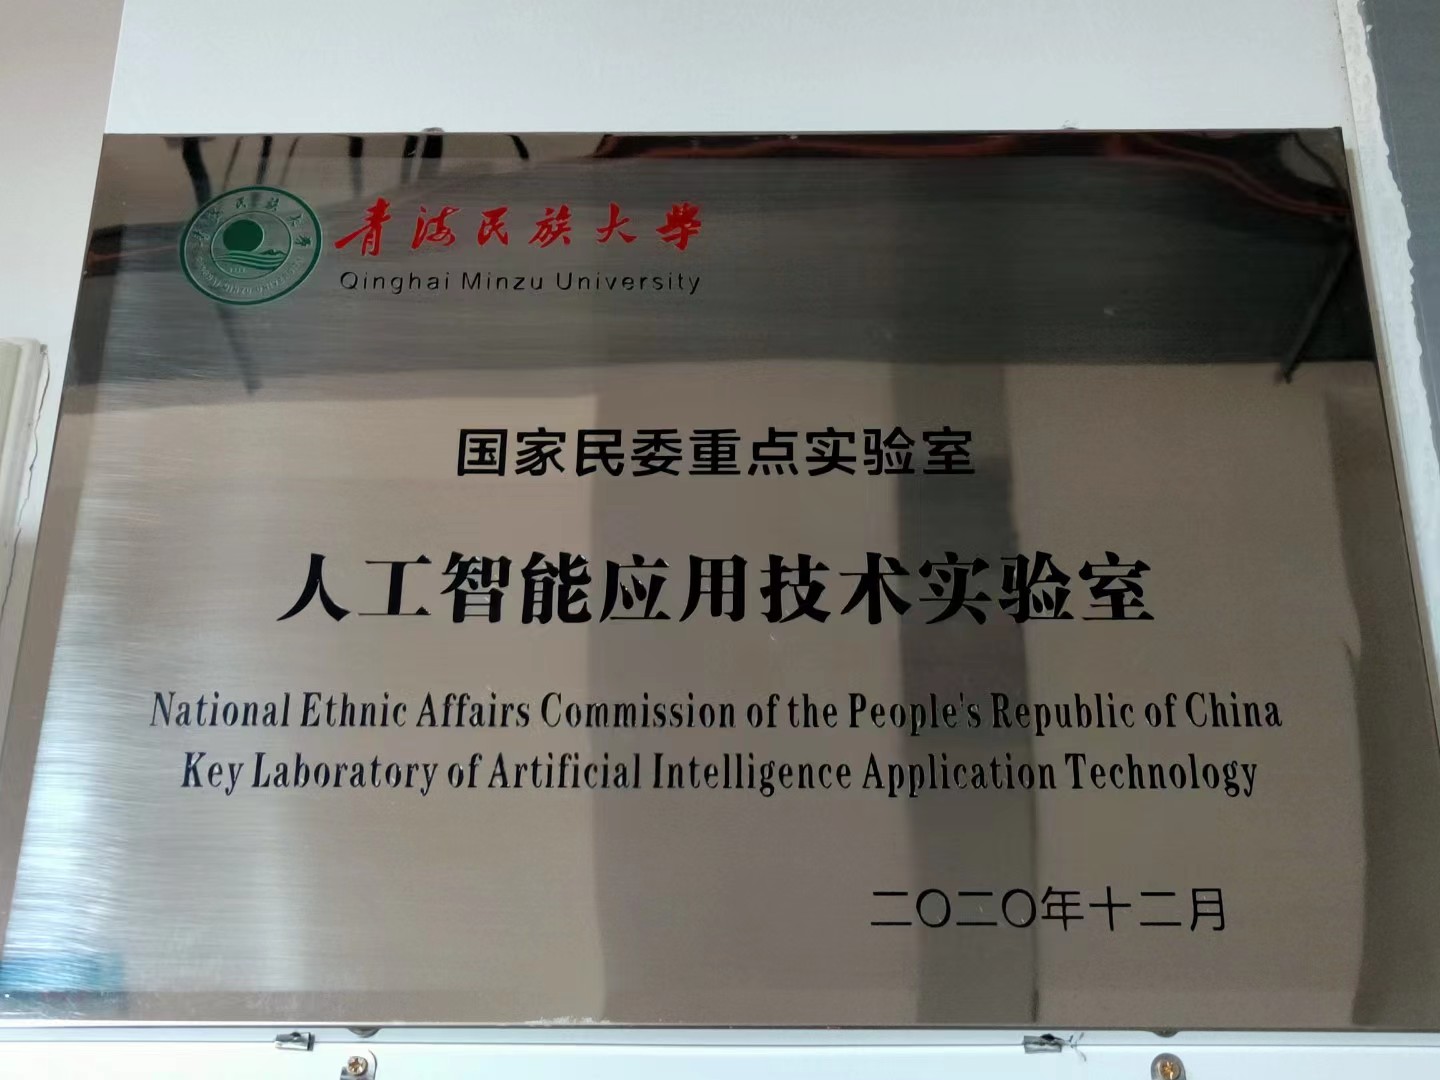 青海民族大学
Qinghai Minzu University
国家民委重点实验室
人工智能应用技术实验室
National Ethnic Affairs Commission of the People's Republic of China
Key Laboratory of Artificial Intelligence Application Technology
二〇二〇年十二月